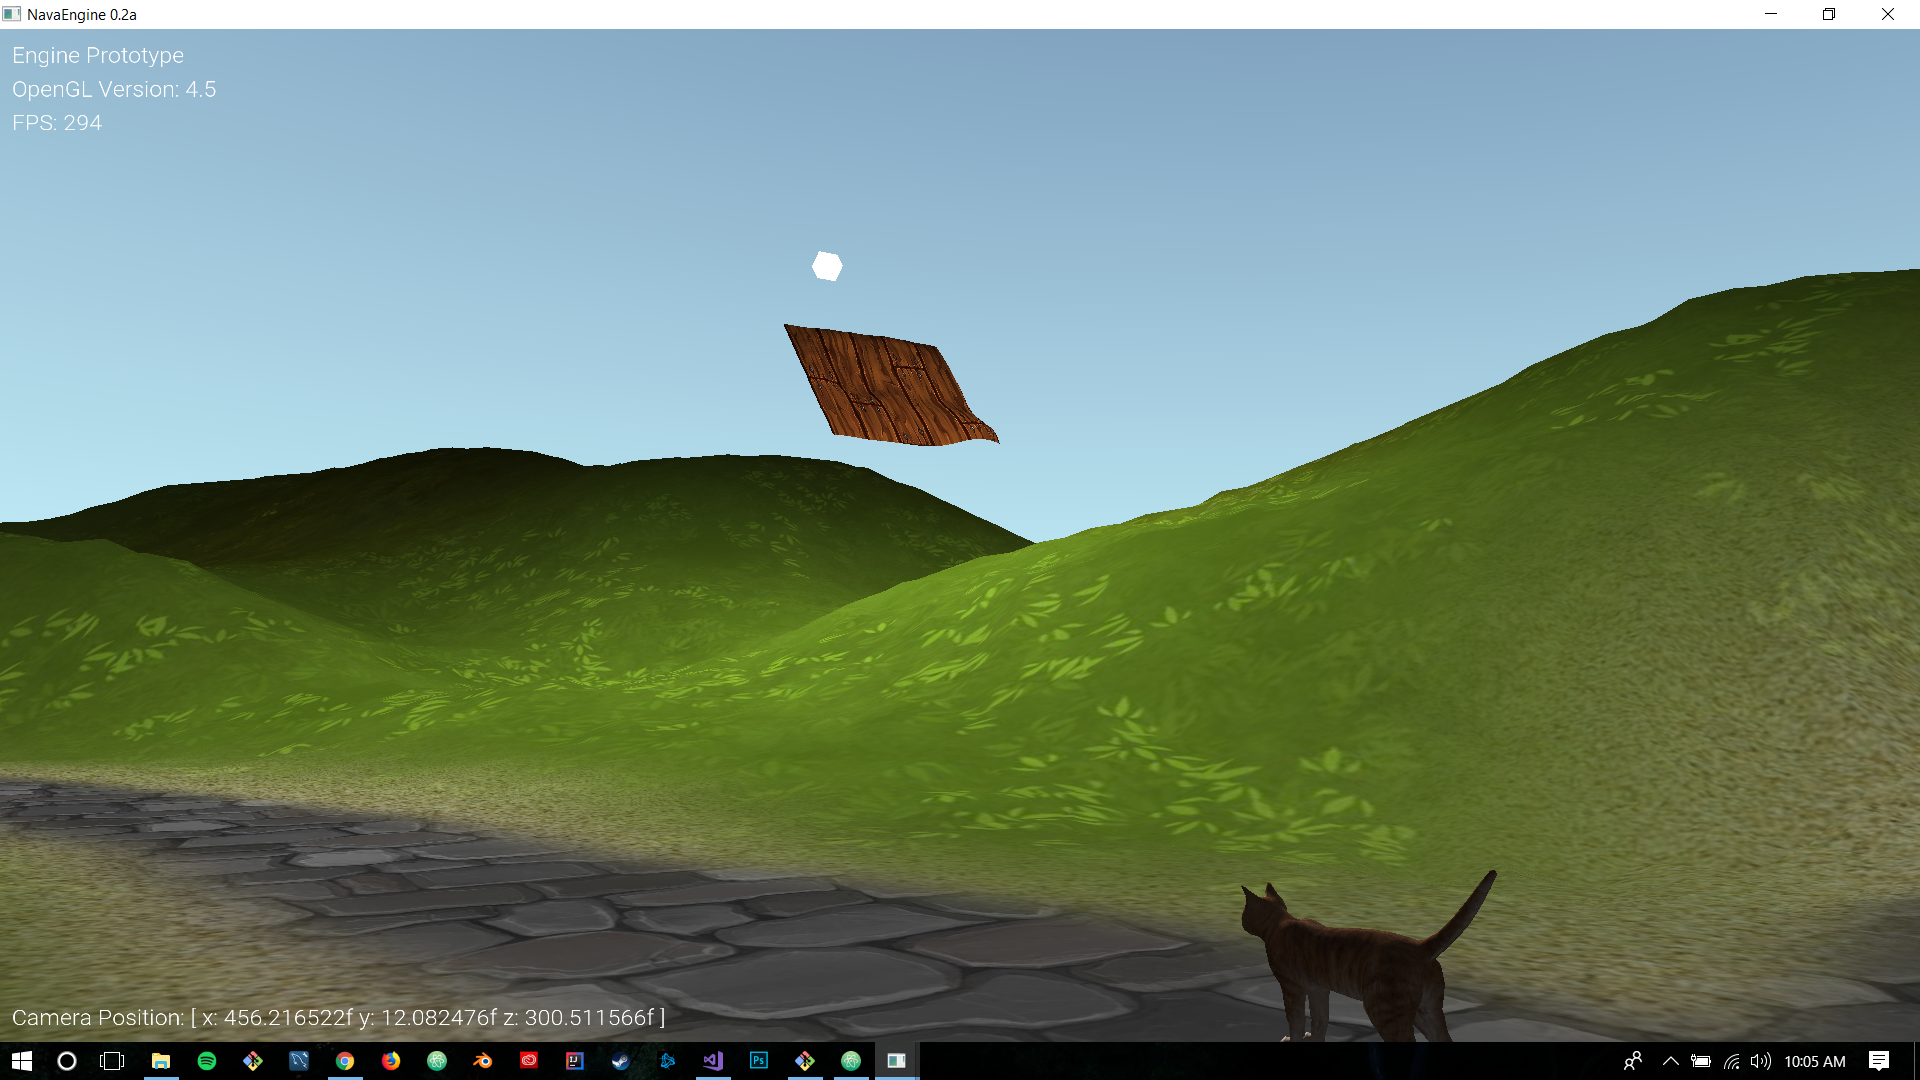 NavaEngine 0.2a
Engine Prototype
OpenGL Version: 4.5
FPS: 294
Camera Position: [ x: 456.216522f y: 12.082476f z: 300.511566f ]
Ps
10:05 AM